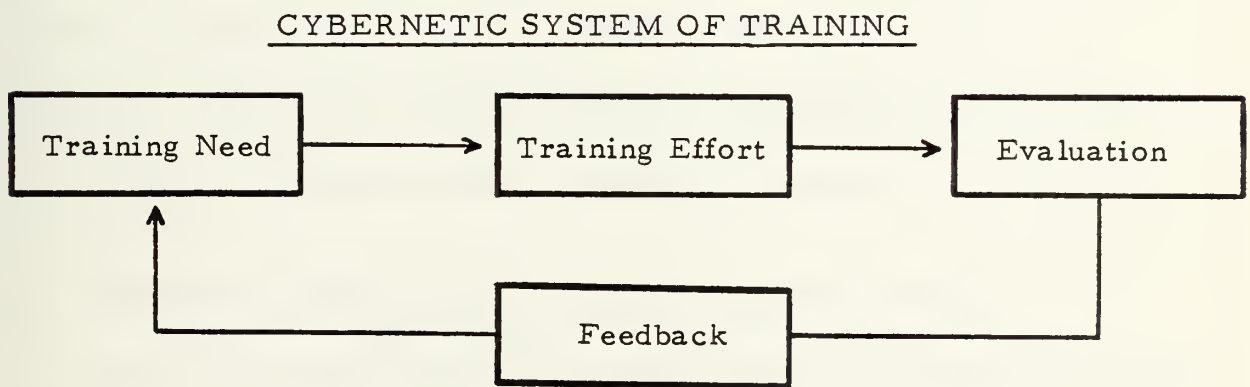 CYBERNETIC SYSTEM OF TRAINING
Training Need
Training Effort
Evaluation
Feedback